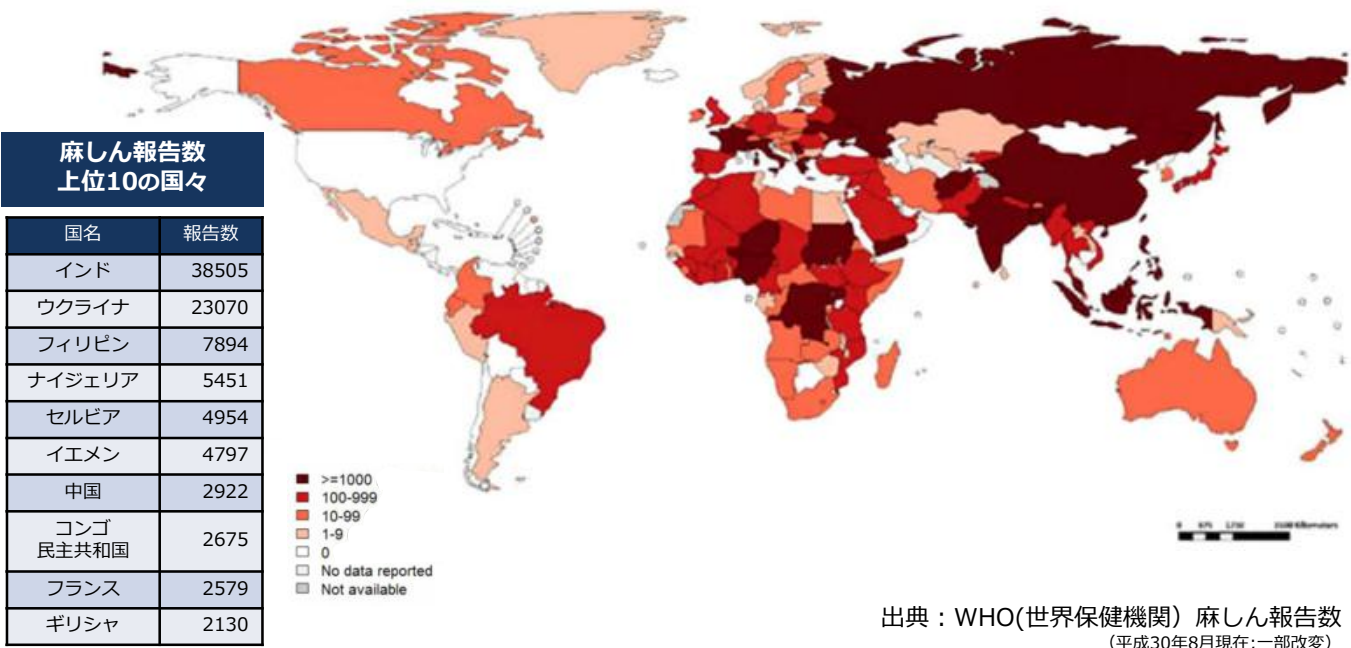 麻しん報告数
上位10の国々
国名 報告数
インド 38505
ウクライナ 23070
フィリピン 7894
ナイジェリア 5451
セルビア 4954
イエメン 4797
中国 2922
コンゴ
民主共和国 2675
フランス 2579
ギリシャ 2130
>=1000
100-999
10-99
1-9
0
No data reported
Not available
0 875 1750 Kilometers
出典：WHO(世界保健機関）麻しん報告数
（平成30年8月現在:一部改変）